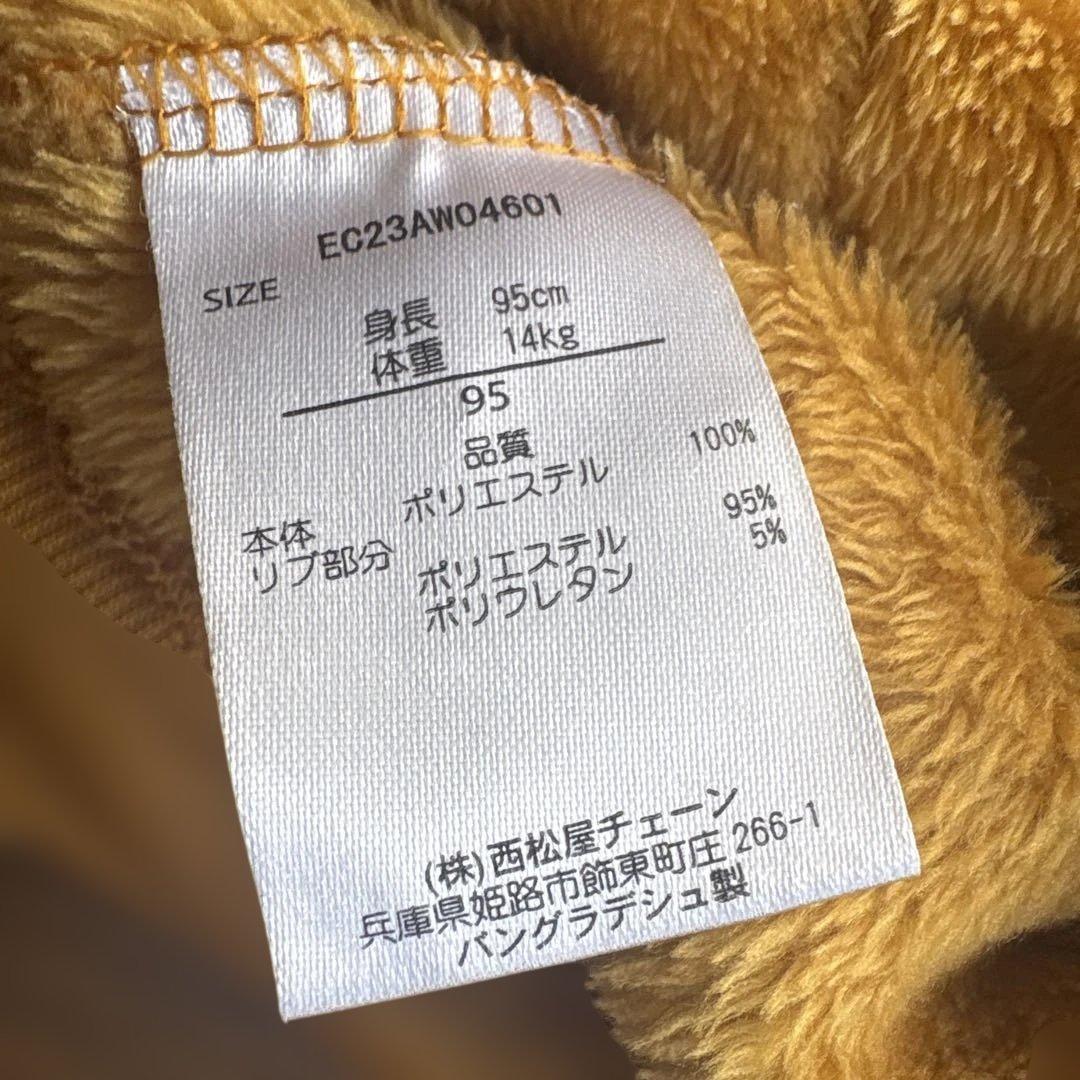 EC23AW04601
SIZE
身長 95cm
体重 14kg
95
品質
本体 ポリエステル 100%
リブ部分 ポリエステル 95%
ポリウレタン 5%
(株)西松屋チェーン
兵庫県姫路市飾東町庄266-1
バングラデシュ製